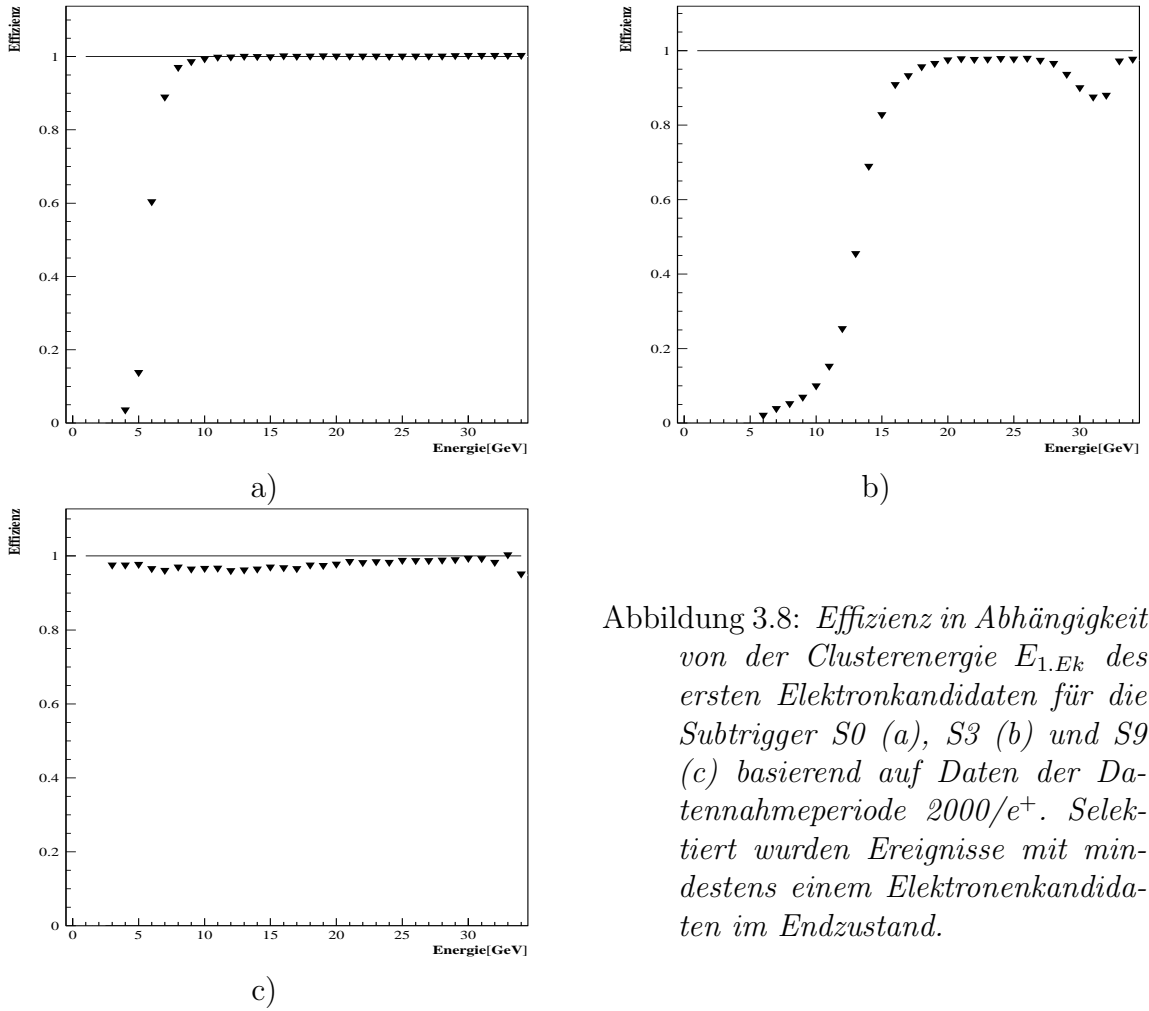 Effizienz
1
0.8
0.6
0.4
0.2
0
0 5 10 15 20 25 30
Energie[GeV]
a)
Effizienz
1
0.8
0.6
0.4
0.2
0
0 5 10 15 20 25 30
Energie[GeV]
b)
Effizienz
1
0.8
0.6
0.4
0.2
0
0 5 10 15 20 25 30
Energie[GeV]
c)
Abbildung 3.8: Effizienz in Abhängigkeit
von der Clusterenergie E1.Ek des
ersten Elektronkandidaten für die
Subtrigger S0 (a), S3 (b) und S9
(c) basierend auf Daten der Da-
tennahmeperiode 2000/e+. Selek-
tiert wurden Ereignisse mit min-
destens einem Elektronenkandida-
ten im Endzustand.